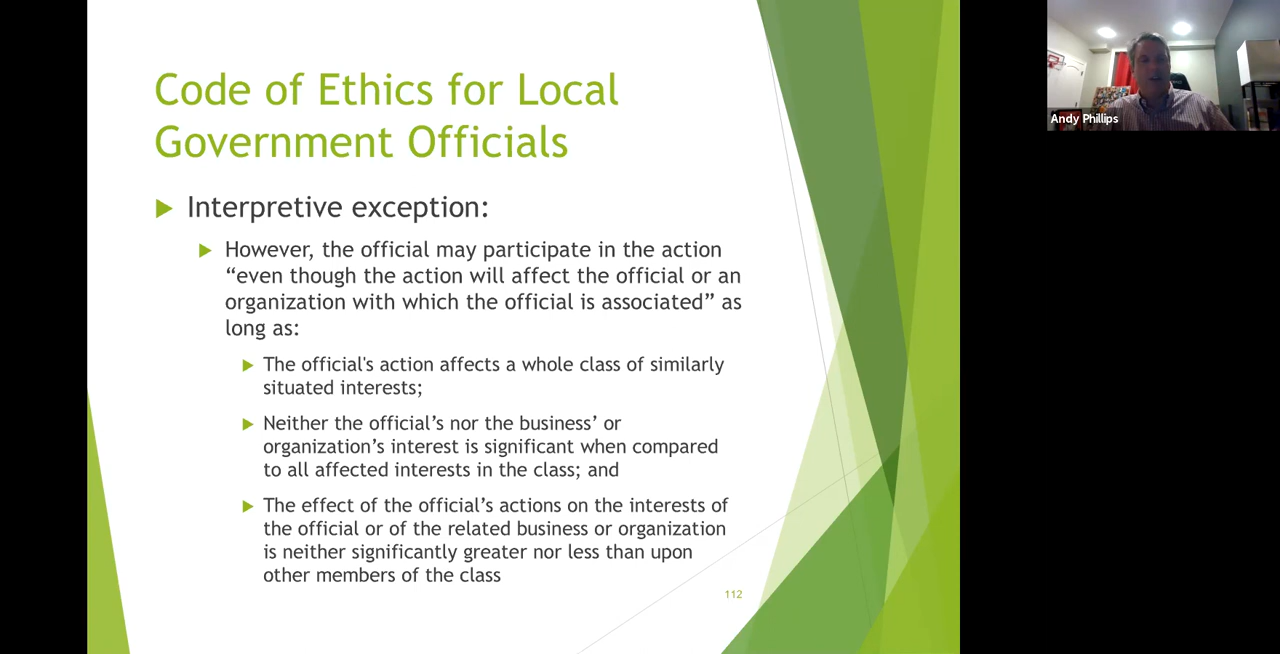 Code of Ethics for Local
Government Officials
Interpretive exception:
However, the official may participate in the action
“even though the action will affect the official or an
organization with which the official is associated” as
long as:
The official's action affects a whole class of similarly
situated interests;
Neither the official’s nor the business’ or
organization’s interest is significant when compared
to all affected interests in the class; and
The effect of the official’s actions on the interests of
the official or of the related business or organization
is neither significantly greater nor less than upon
other members of the class
112
Andy Phillips